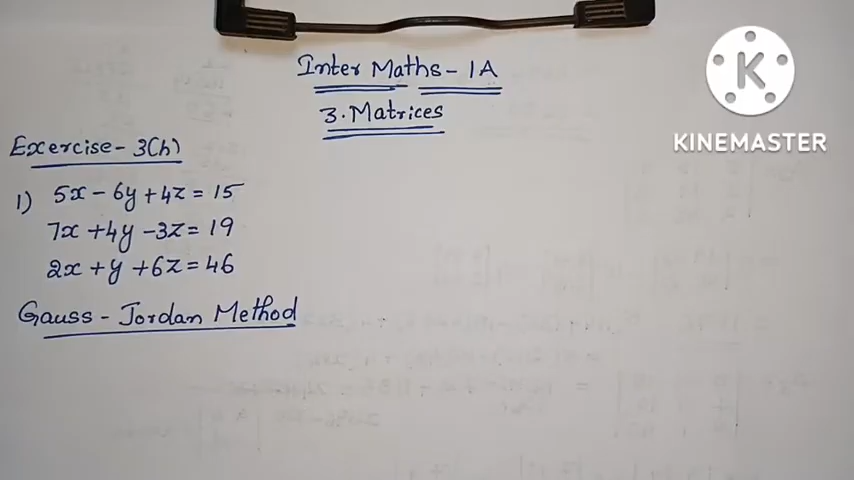 Inter Maths - 1A
3. Matrices
KINEMASTER
Exercise - 3(h)
1) 5x - 6y + 4z = 15
7x + 4y - 3z = 19
2x + y + 6z = 46
Gauss - Jordan Method